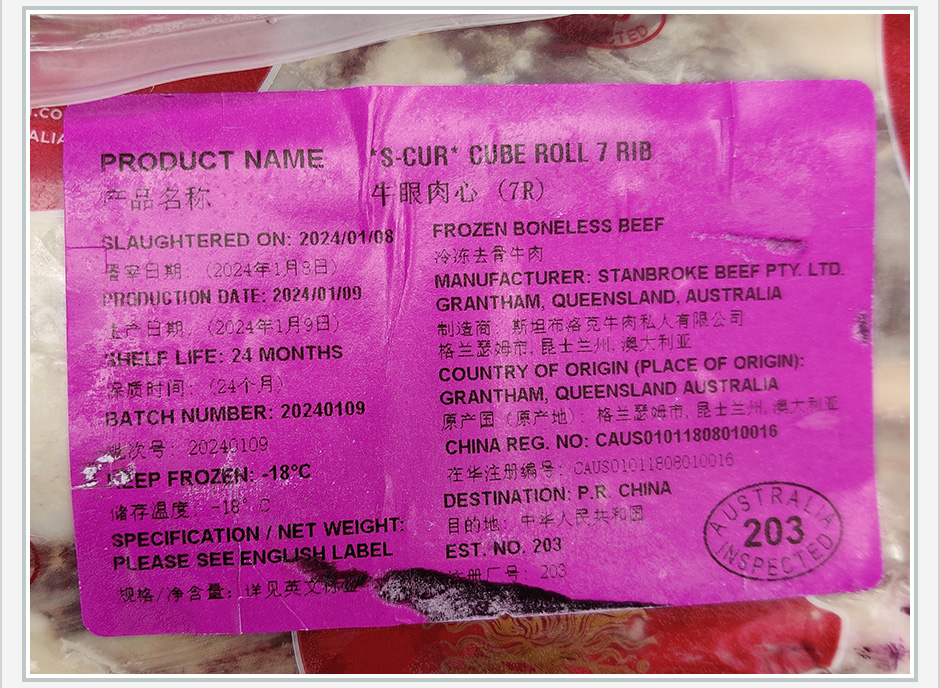 PRODUCT NAME *S-CUR* CUBE ROLL 7 RIB
产品名称 牛眼肉心（7R）
SLAUGHTERED ON: 2024/01/08
屠宰日期：（2024年1月8日）
PRODUCTION DATE: 2024/01/09
生产日期：（2024年1月9日）
SHELF LIFE: 24 MONTHS
保质时间：（24个月）
BATCH NUMBER: 20240109
批次号：20240109
KEEP FROZEN: -18°C
储存温度：-18°C
SPECIFICATION / NET WEIGHT:
PLEASE SEE ENGLISH LABEL
规格/净含量：详见英文标签
FROZEN BONELESS BEEF
冷冻去骨牛肉
MANUFACTURER: STANBROKE BEEF PTY. LTD.
GRANTHAM, QUEENSLAND, AUSTRALIA
制造商：斯坦布洛克牛肉私人有限公司
格兰瑟姆市, 昆士兰州, 澳大利亚
COUNTRY OF ORIGIN (PLACE OF ORIGIN):
GRANTHAM, QUEENSLAND AUSTRALIA
原产国（原产地）：格兰瑟姆市, 昆士兰州, 澳大利亚
CHINA REG. NO: CAUS01011808010016
在华注册编号：CAUS01011808010016
DESTINATION: P.R. CHINA
目的地：中华人民共和国
EST. NO. 203
注册厂号：203
AUSTRALIA
203
INSPECTED